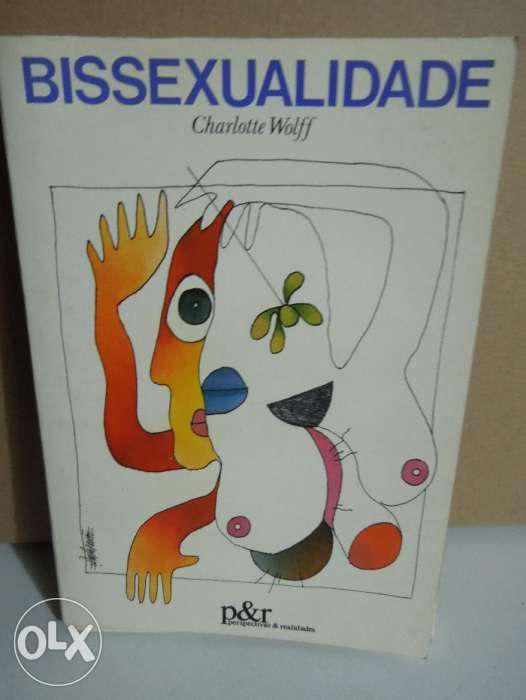 BISSEXUALIDADE
Charlotte Wolff
p&r
perspectivas & realidades
OLX